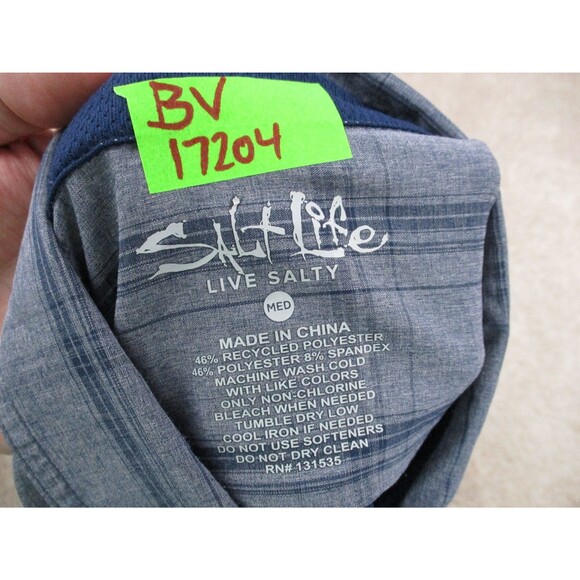 BV
17204
SALT LiFe
LIVE SALTY
MED
MADE IN CHINA
46% RECYCLED POLYESTER
46% POLYESTER 8% SPANDEX
MACHINE WASH COLD
WITH LIKE COLORS
ONLY NON-CHLORINE
BLEACH WHEN NEEDED
TUMBLE DRY LOW
COOL IRON IF NEEDED
DO NOT USE SOFTENERS
DO NOT DRY CLEAN
RN# 131535